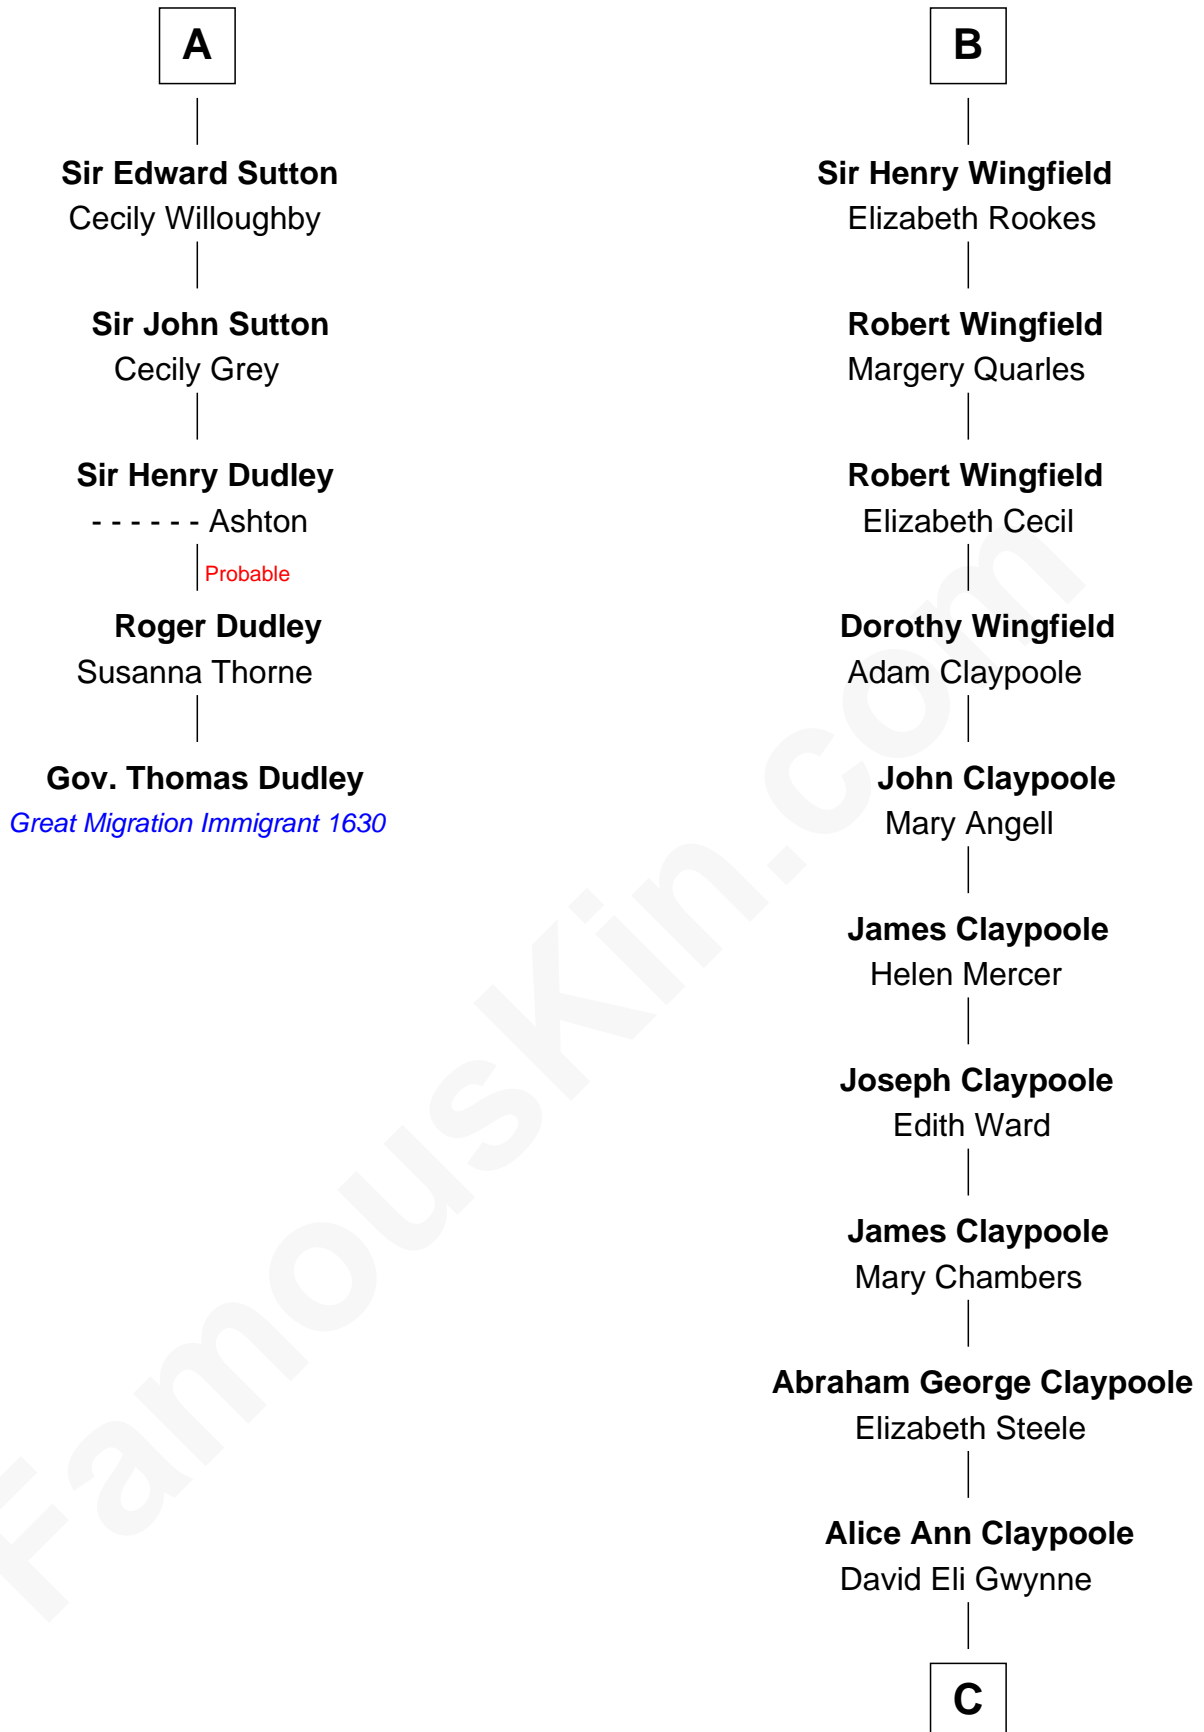 A
Sir Edward Sutton
Cecily Willoughby
Sir John Sutton
Cecily Grey
Sir Henry Dudley
- - - - - - Ashton
Probable
Roger Dudley
Susanna Thorne
Gov. Thomas Dudley
Great Migration Immigrant 1630
B
Sir Henry Wingfield
Elizabeth Rookes
Robert Wingfield
Margery Quarles
Robert Wingfield
Elizabeth Cecil
Dorothy Wingfield
Adam Claypoole
John Claypoole
Mary Angell
James Claypoole
Helen Mercer
Joseph Claypoole
Edith Ward
James Claypoole
Mary Chambers
Abraham George Claypoole
Elizabeth Steele
Alice Ann Claypoole
David Eli Gwynne
C
FamousKin.com